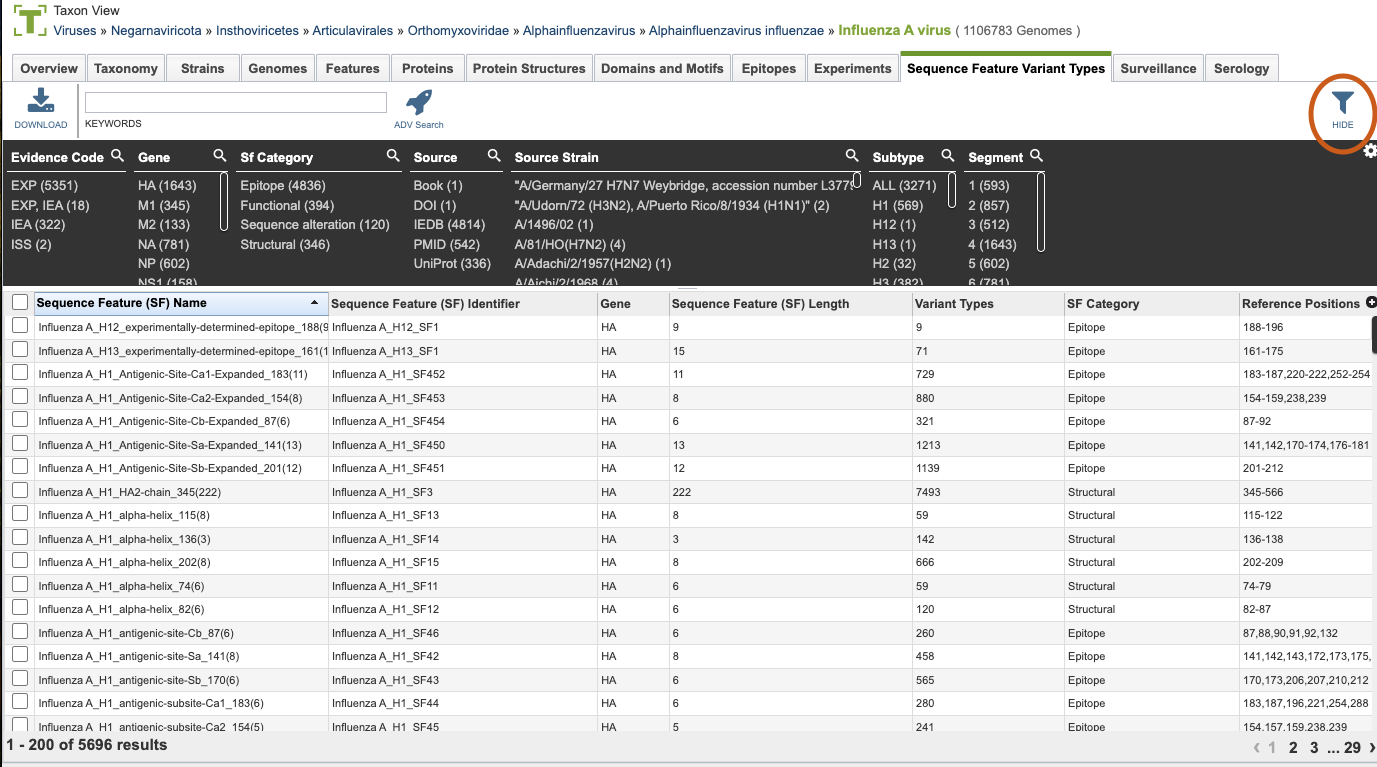 Taxon View
Viruses » Negarnaviricota » Insthoviricetes » Articulavirales » Orthomyxoviridae » Alphainfluenzavirus » Alphainfluenzavirus influenzae » Influenza A virus ( 1106783 Genomes )
Overview Taxonomy Strains Genomes Features Proteins Protein Structures Domains and Motifs Epitopes Experiments Sequence Feature Variant Types Surveillance Serology
DOWNLOAD KEYWORDS ADV Search HIDE
Evidence Code Gene Sf Category Source Source Strain Subtype Segment
EXP (5351) HA (1643) Epitope (4836) Book (1) "A/Germany/27 H7N7 Weybridge, accession number L3779 ALL (3271) 1 (593)
EXP, IEA (18) M1 (345) Functional (394) DOI (1) "A/Udorn/72 (H3N2), A/Puerto Rico/8/1934 (H1N1)" (2) H1 (569) 2 (857)
IEA (322) M2 (133) Sequence alteration (120) IEDB (4814) A/1496/02 (1) H12 (1) 3 (512)
ISS (2) NA (781) Structural (346) PMID (542) A/81/HO(H7N2) (4) H13 (1) 4 (1643)
NP (602) UniProt (336) A/Adachi/2/1957(H2N2) (1) H2 (32) 5 (602)
NS1 (158) A/Aichi/2/1968 (4) H3 (382) 6 (781)
Sequence Feature (SF) Name Sequence Feature (SF) Identifier Gene Sequence Feature (SF) Length Variant Types SF Category Reference Positions
Influenza A_H12_experimentally-determined-epitope_188(9 Influenza A_H12_SF1 HA 9 9 Epitope 188-196
Influenza A_H13_experimentally-determined-epitope_161(1 Influenza A_H13_SF1 HA 15 71 Epitope 161-175
Influenza A_H1_Antigenic-Site-Ca1-Expanded_183(11) Influenza A_H1_SF452 HA 11 729 Epitope 183-187,220-222,252-254
Influenza A_H1_Antigenic-Site-Ca2-Expanded_154(8) Influenza A_H1_SF453 HA 8 880 Epitope 154-159,238,239
Influenza A_H1_Antigenic-Site-Cb-Expanded_87(6) Influenza A_H1_SF454 HA 6 321 Epitope 87-92
Influenza A_H1_Antigenic-Site-Sa-Expanded_141(13) Influenza A_H1_SF450 HA 13 1213 Epitope 141,142,170-174,176-181
Influenza A_H1_Antigenic-Site-Sb-Expanded_201(12) Influenza A_H1_SF451 HA 12 1139 Epitope 201-212
Influenza A_H1_HA2-chain_345(222) Influenza A_H1_SF3 HA 222 7493 Structural 345-566
Influenza A_H1_alpha-helix_115(8) Influenza A_H1_SF13 HA 8 59 Structural 115-122
Influenza A_H1_alpha-helix_136(3) Influenza A_H1_SF14 HA 3 142 Structural 136-138
Influenza A_H1_alpha-helix_202(8) Influenza A_H1_SF15 HA 8 666 Structural 202-209
Influenza A_H1_alpha-helix_74(6) Influenza A_H1_SF11 HA 6 59 Structural 74-79
Influenza A_H1_alpha-helix_82(6) Influenza A_H1_SF12 HA 6 120 Structural 82-87
Influenza A_H1_antigenic-site-Cb_87(6) Influenza A_H1_SF46 HA 6 260 Epitope 87,88,90,91,92,132
Influenza A_H1_antigenic-site-Sa_141(8) Influenza A_H1_SF42 HA 8 458 Epitope 141,142,143,172,173,175,
Influenza A_H1_antigenic-site-Sb_170(6) Influenza A_H1_SF43 HA 6 565 Epitope 170,173,206,207,210,212
Influenza A_H1_antigenic-subsite-Ca1_183(6) Influenza A_H1_SF44 HA 6 280 Epitope 183,187,196,221,254,288
Influenza A_H1_antigenic-subsite-Ca2_154(5) Influenza A_H1_SF45 HA 5 241 Epitope 154,157,159,238,239
1 - 200 of 5696 results ‹ 1 2 3 ... 29 ›